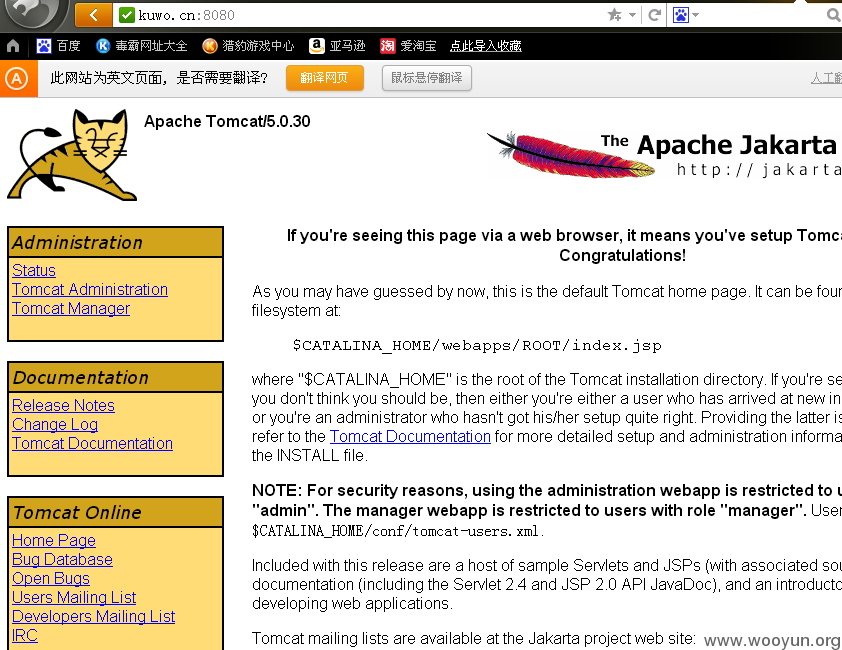 kuwo.cn:8080
百度 毒霸网址大全 猎豹游戏中心 亚马逊 爱淘宝 点此导入收藏
此网站为英文页面，是否需要翻译？ 翻译网页 鼠标悬停翻译 人工翻
Apache Tomcat/5.0.30
The Apache Jakarta
http://jakarta
Administration
Status
Tomcat Administration
Tomcat Manager
Documentation
Release Notes
Change Log
Tomcat Documentation
Tomcat Online
Home Page
Bug Database
Open Bugs
Users Mailing List
Developers Mailing List
IRC
If you're seeing this page via a web browser, it means you've setup Tomca
Congratulations!
As you may have guessed by now, this is the default Tomcat home page. It can be four
filesystem at:
$CATALINA_HOME/webapps/ROOT/index.jsp
where "$CATALINA_HOME" is the root of the Tomcat installation directory. If you're se
you don't think you should be, then either you're either a user who has arrived at new in
or you're an administrator who hasn't got his/her setup quite right. Providing the latter is
refer to the Tomcat Documentation for more detailed setup and administration informa
the INSTALL file.
NOTE: For security reasons, using the administration webapp is restricted to u
"admin". The manager webapp is restricted to users with role "manager". User
$CATALINA_HOME/conf/tomcat-users.xml.
Included with this release are a host of sample Servlets and JSPs (with associated sou
documentation (including the Servlet 2.4 and JSP 2.0 API JavaDoc), and an introducto
developing web applications.
Tomcat mailing lists are available at the Jakarta project web site:
www.wooyun.org